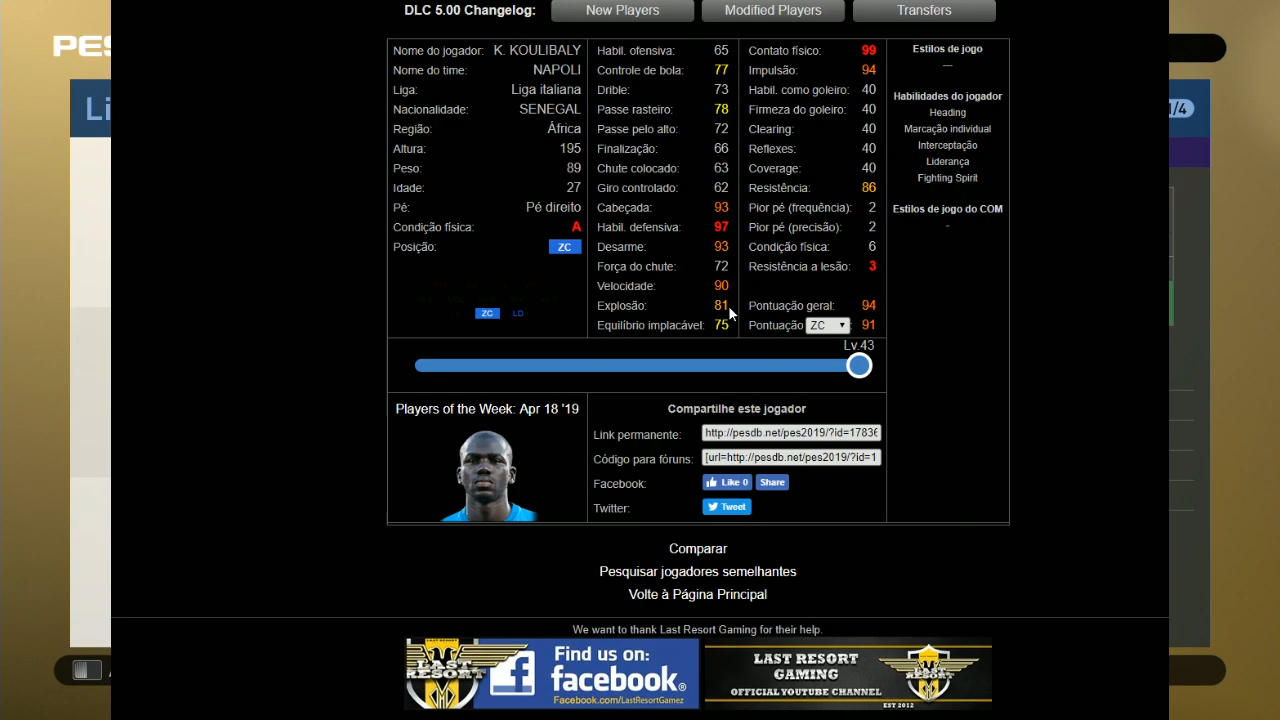 DLC 5.00 Changelog: New Players Modified Players Transfers
PES
Li
1/4
Nome do jogador: K. KOULIBALY
Nome do time: NAPOLI
Liga: Liga italiana
Nacionalidade: SENEGAL
Região: África
Altura: 195
Peso: 89
Idade: 27
Pé: Pé direito
Condição física: A
Posição: ZC
ZC LD
Habil. ofensiva: 65
Controle de bola: 77
Drible: 73
Passe rasteiro: 78
Passe pelo alto: 72
Finalização: 66
Chute colocado: 63
Giro controlado: 62
Cabeçada: 93
Habil. defensiva: 97
Desarme: 93
Força do chute: 72
Velocidade: 90
Explosão: 81
Equilíbrio implacável: 75
Contato físico: 99
Impulsão: 94
Habil. como goleiro: 40
Firmeza do goleiro: 40
Clearing: 40
Reflexes: 40
Coverage: 40
Resistência: 86
Pior pé (frequência): 2
Pior pé (precisão): 2
Condição física: 6
Resistência a lesão: 3
Pontuação geral: 94
Pontuação ZC : 91
Estilos de jogo
---
Habilidades do jogador
Heading
Marcação individual
Interceptação
Liderança
Fighting Spirit
Estilos de jogo do COM
-
Lv.43
Players of the Week: Apr 18 '19
Compartilhe este jogador
Link permanente: http://pesdb.net/pes2019/?id=17836
Código para fóruns: [url=http://pesdb.net/pes2019/?id=1
Facebook: Like 0 Share
Twitter: Tweet
Comparar
Pesquisar jogadores semelhantes
Volte à Página Principal
We want to thank Last Resort Gaming for their help.
LAST RESORT
Find us on:
facebook®
Facebook.com/LastResortGamez
LAST RESORT
GAMING
OFFICIAL YOUTUBE CHANNEL
LAST RESORT
EST 2012